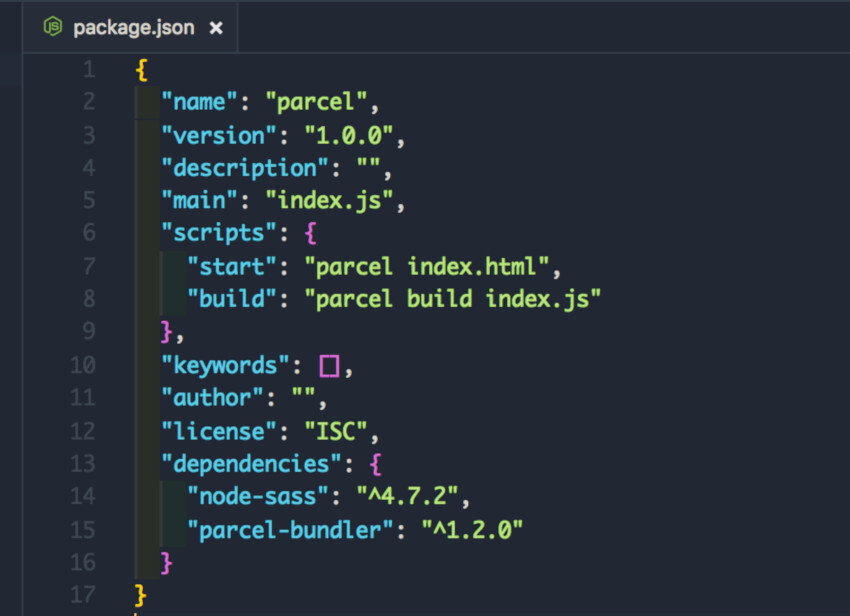 package.json ×
1 {
2   "name": "parcel",
3   "version": "1.0.0",
4   "description": "",
5   "main": "index.js",
6   "scripts": {
7     "start": "parcel index.html",
8     "build": "parcel build index.js"
9   },
10   "keywords": [],
11   "author": "",
12   "license": "ISC",
13   "dependencies": {
14     "node-sass": "^4.7.2",
15     "parcel-bundler": "^1.2.0"
16   }
17 }